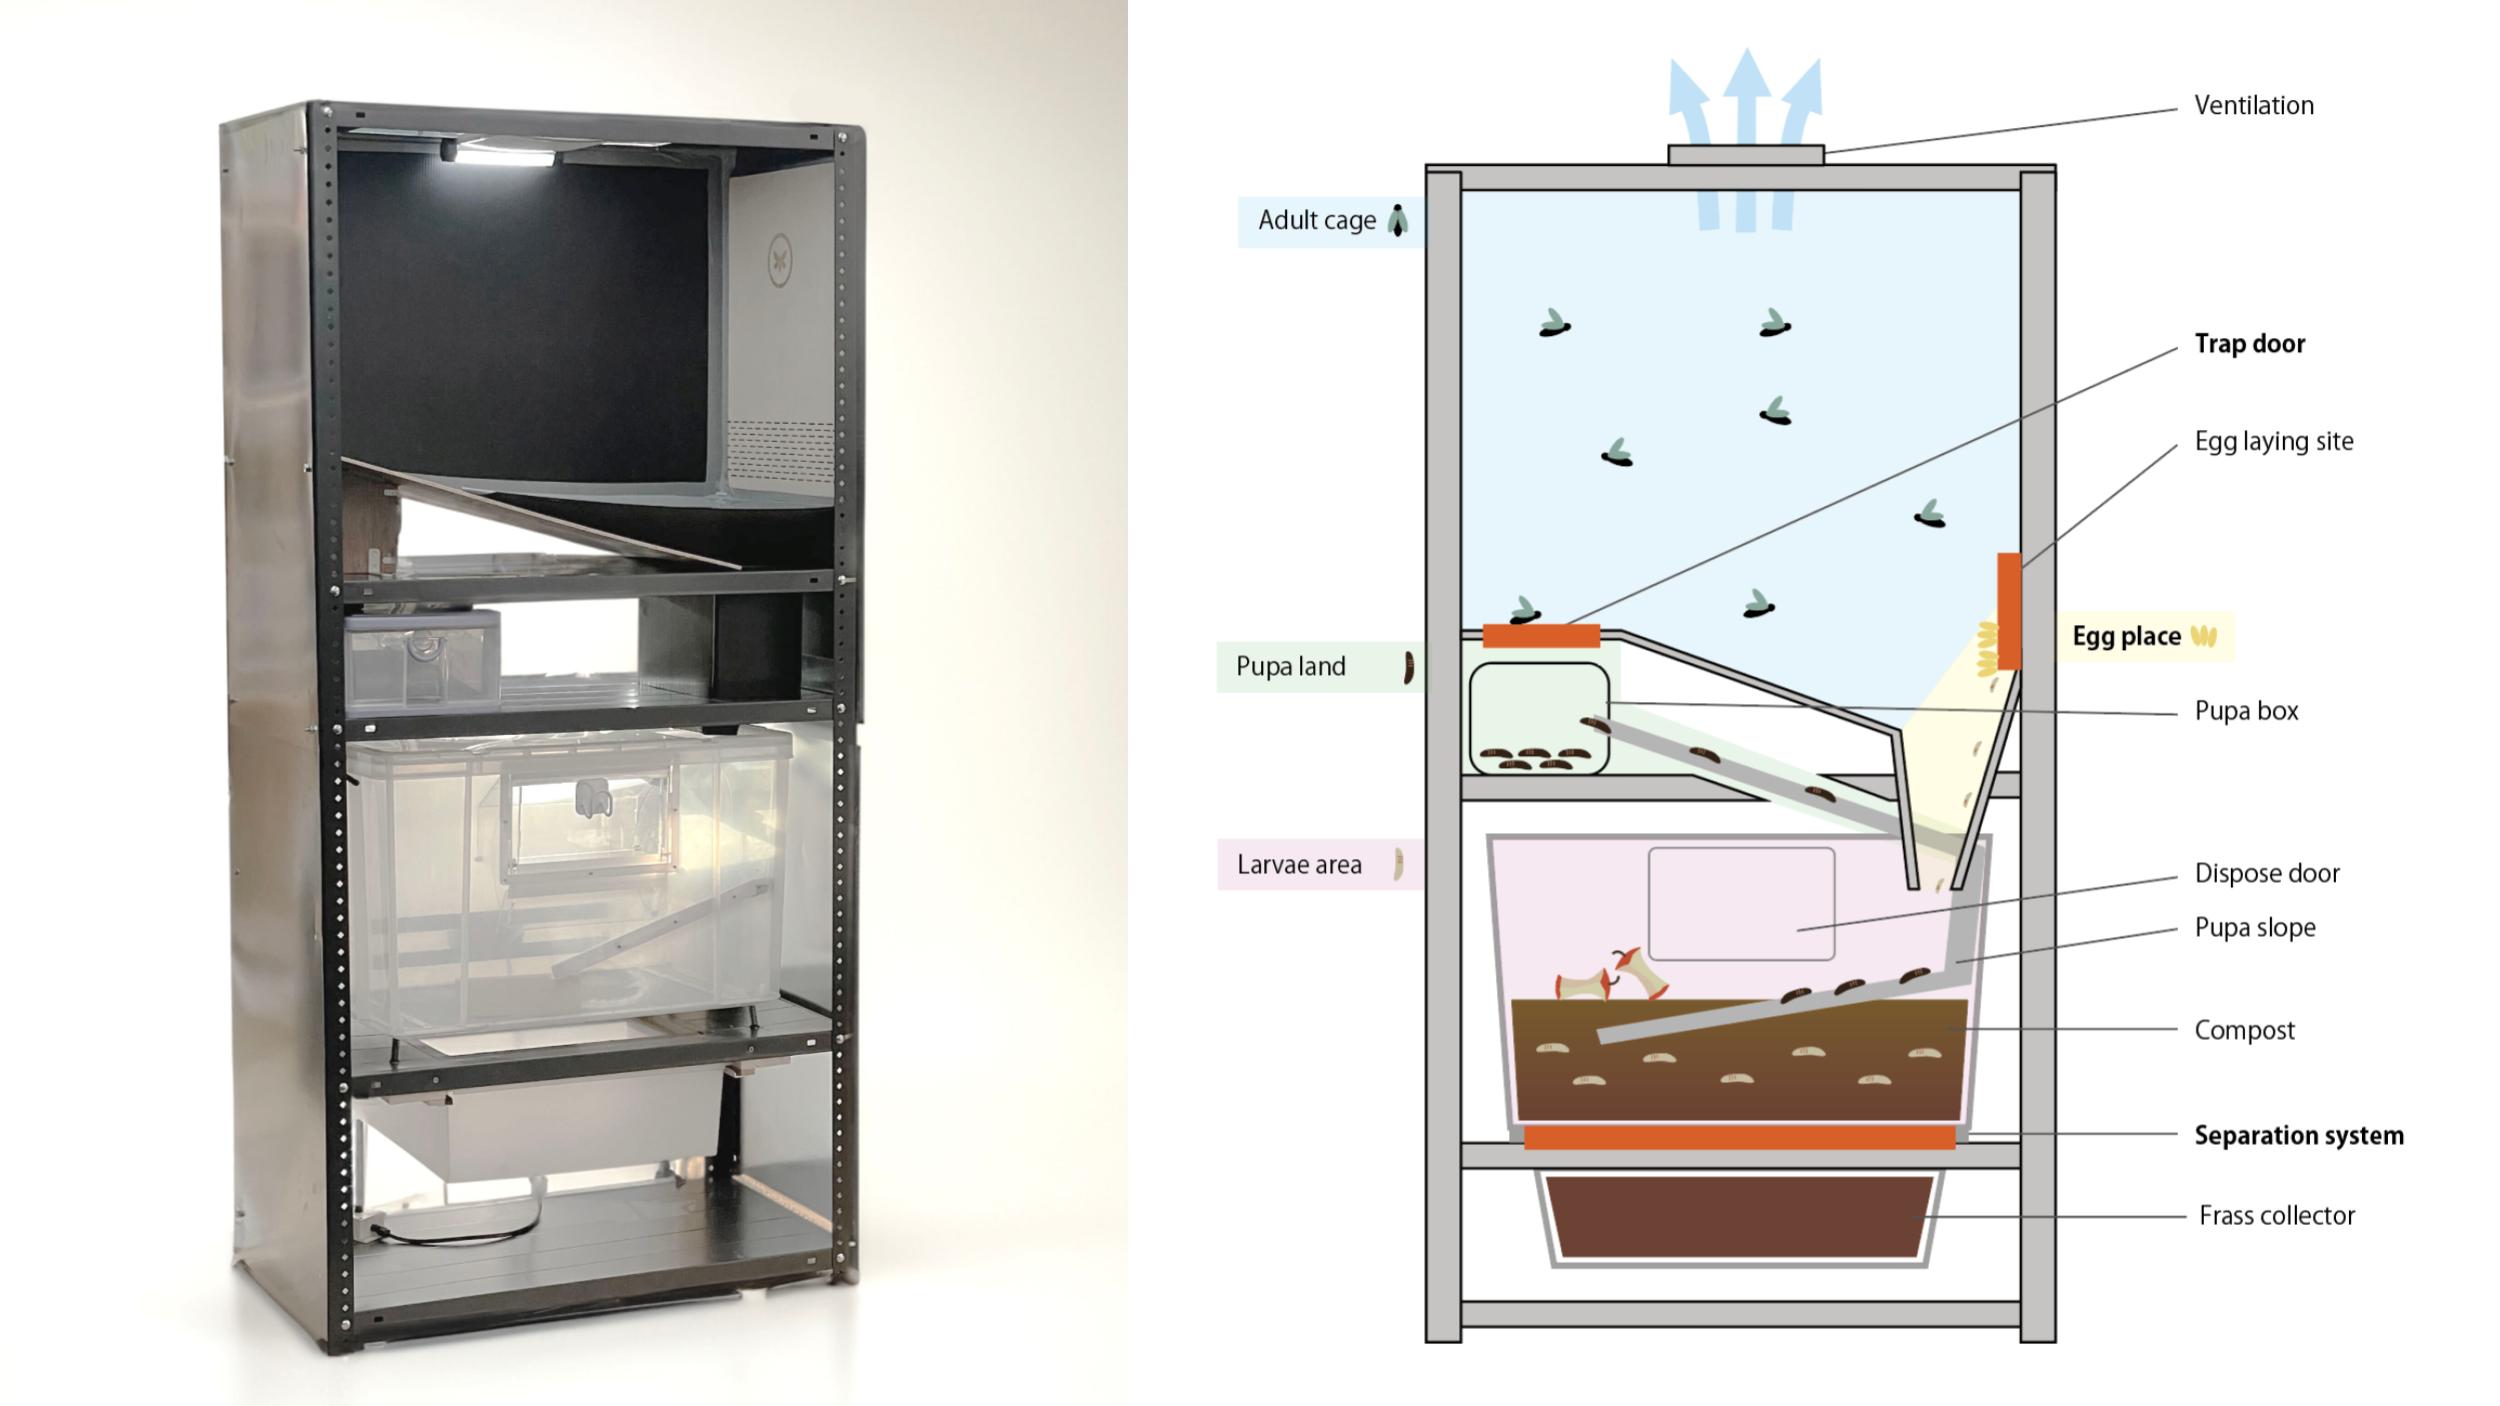 Ventilation
Adult cage
Trap door
Egg laying site
Egg place
Pupa land
Pupa box
Larvae area
Dispose door
Pupa slope
Compost
Separation system
Frass collector